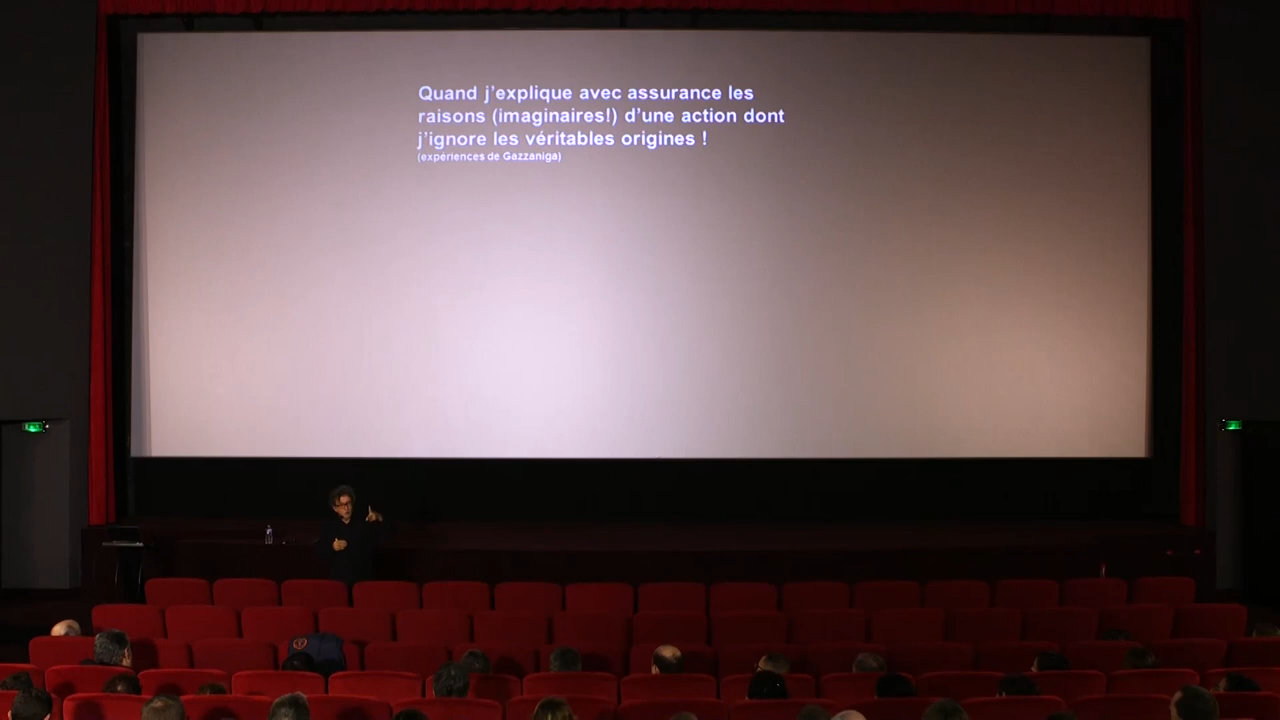 Quand j'explique avec assurance les
raisons (imaginaires!) d'une action dont
j'ignore les véritables origines !
(expériences de Gazzaniga)